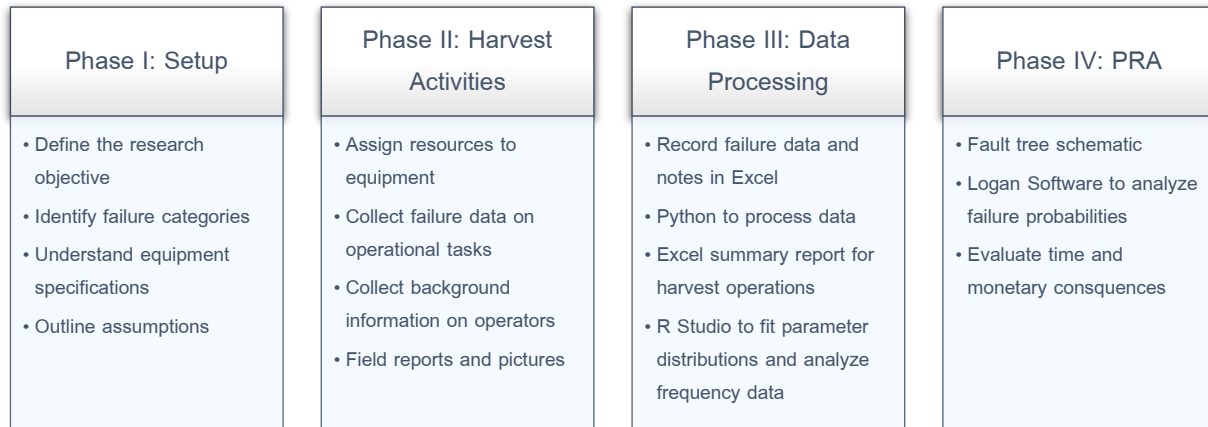 Phase I: Setup
• Define the research
objective
• Identify failure categories
• Understand equipment
specifications
• Outline assumptions
Phase II: Harvest
Activities
• Assign resources to
equipment
• Collect failure data on
operational tasks
• Collect background
information on operators
• Field reports and pictures
Phase III: Data
Processing
• Record failure data and
notes in Excel
• Python to process data
• Excel summary report for
harvest operations
• R Studio to fit parameter
distributions and analyze
frequency data
Phase IV: PRA
• Fault tree schematic
• Logan Software to analyze
failure probabilities
• Evaluate time and
monetary consquences